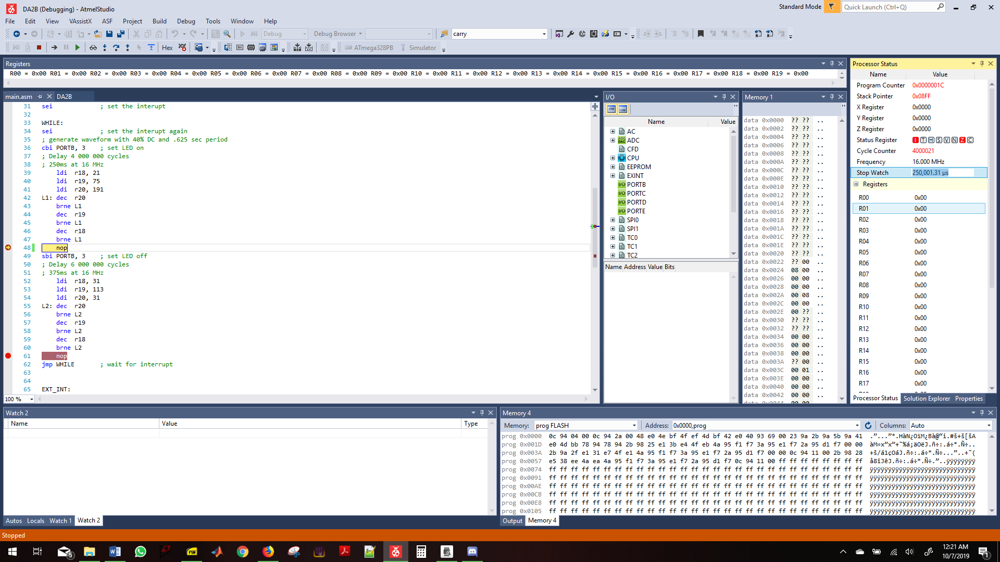 DA2B (Debugging) - AtmelStudio
Standard Mode
Quick Launch (Ctrl+Q)
File Edit View VAssistX ASF Project Build Debug Tools Window Help
Debug Debug Browser carry
Hex ATmega328PB Simulator
Registers
R00 = 0x00 R01 = 0x00 R02 = 0x00 R03 = 0x00 R04 = 0x00 R05 = 0x00 R06 = 0x00 R07 = 0x00 R08 = 0x00 R09 = 0x00 R10 = 0x00 R11 = 0x00 R12 = 0x00 R13 = 0x00 R14 = 0x00 R15 = 0x00 R16 = 0x00 R17 = 0x00 R18 = 0x00 R19 = 0x00
main.asm DA2B
31 sei ; set the interupt
32
33 WHILE:
34 sei ; set the interupt again
35 ; generate waveform with 40% DC and .625 sec period
36 cbi PORTB, 3 ; set LED on
37 ; Delay 4 000 000 cycles
38 ; 250ms at 16 MHz
39 ldi r18, 21
40 ldi r19, 75
41 ldi r20, 191
42 L1: dec r20
43 brne L1
44 dec r19
45 brne L1
46 dec r18
47 brne L1
48 nop
49 sbi PORTB, 3 ; set LED off
50 ; Delay 6 000 000 cycles
51 ; 375ms at 16 MHz
52 ldi r18, 31
53 ldi r19, 113
54 ldi r20, 31
55 L2: dec r20
56 brne L2
57 dec r19
58 brne L2
59 dec r18
60 brne L2
61 nop
62 jmp WHILE ; wait for interrupt
63
64
65 EXT_INT:
100 %
I/O
Name Value
AC
ADC
CFD
CPU
EEPROM
EXINT
PORTB
PORTC
PORTD
PORTE
SPI0
SPI1
TC0
TC1
TC2
Name Address Value Bits
Memory 1
data 0x0000 ?? ?? ..
data 0x0002 ?? ?? ..
data 0x0004 ?? ?? ..
data 0x0006 ?? ?? ..
data 0x0008 ?? ?? ..
data 0x000A ?? ?? ..
data 0x000C ?? ?? ..
data 0x000E ?? ?? ..
data 0x0010 ?? ?? ..
data 0x0012 ?? ?? ..
data 0x0014 ?? ?? ..
data 0x0016 ?? ?? ..
data 0x0018 ?? ?? ..
data 0x001A ?? ?? ..
data 0x001C ?? ?? ..
data 0x001E ?? ?? ..
data 0x0020 ?? ?? ..
data 0x0022 ?? 00 ..
data 0x0024 08 00 ..
data 0x0026 00 00 ..
data 0x0028 00 00 ..
data 0x002A 00 08 ..
data 0x002C 00 00 ..
data 0x002E 00 ?? ..
data 0x0030 ?? ?? ..
data 0x0032 ?? ?? ..
data 0x0034 00 00 ..
data 0x0036 00 00 ..
data 0x0038 00 00 ..
data 0x003A ?? 00 ..
data 0x003C 00 01 ..
data 0x003E 00 00 ..
data 0x0040 00 00 ..
data 0x0042 00 00 ..
Processor Status
Name Value
Program Counter 0x0000001C
Stack Pointer 0x08FF
X Register 0x0000
Y Register 0x0000
Z Register 0x0000
Status Register I T H S V N Z C
Cycle Counter 4000021
Frequency 16.000 MHz
Stop Watch 250,001.31 µs
Registers
R00 0x00
R01 0x00
R02 0x00
R03 0x00
R04 0x00
R05 0x00
R06 0x00
R07 0x00
R08 0x00
R09 0x00
R10 0x00
R11 0x00
R12 0x00
R13 0x00
R14 0x00
R15 0x00
R16 0x00
R17 0x00
Processor Status Solution Explorer Properties
Watch 2
Name Value Type
Autos Locals Watch 1 Watch 2
Memory 4
Memory: prog FLASH Address: 0x0000,prog Columns: Auto
prog 0x0000 0c 94 04 00 0c 94 2a 00 48 e0 4e bf 4f ef 4d bf 42 e0 40 93 69 00 23 9a 2b 9a 5b 9a 41
prog 0x001D e0 4d bb 78 94 78 94 2b 98 25 e1 3b e4 4f eb 4a 95 f1 f7 3a 95 e1 f7 2a 95 d1 f7 00 00
prog 0x003A 2b 9a 2f e1 31 e7 4f e1 4a 95 f1 f7 3a 95 e1 f7 2a 95 d1 f7 00 00 0c 94 11 00 2b 98 28
prog 0x0057 e5 38 ee 4a ea 4a 95 f1 f7 3a 95 e1 f7 2a 95 d1 f7 0c 94 11 00 ff ff ff ff ff ff ff ff
prog 0x0074 ff ff ff ff ff ff ff ff ff ff ff ff ff ff ff ff ff ff ff ff ff ff ff ff ff ff ff ff ff
prog 0x0091 ff ff ff ff ff ff ff ff ff ff ff ff ff ff ff ff ff ff ff ff ff ff ff ff ff ff ff ff ff
prog 0x00AE ff ff ff ff ff ff ff ff ff ff ff ff ff ff ff ff ff ff ff ff ff ff ff ff ff ff ff ff ff
prog 0x00CB ff ff ff ff ff ff ff ff ff ff ff ff ff ff ff ff ff ff ff ff ff ff ff ff ff ff ff ff ff
prog 0x00E8 ff ff ff ff ff ff ff ff ff ff ff ff ff ff ff ff ff ff ff ff ff ff ff ff ff ff ff ff ff
prog 0x0105 ff ff ff ff ff ff ff ff ff ff ff ff ff ff ff ff ff ff ff ff ff ff ff ff ff ff ff ff ff
Output Memory 4
Stopped
5
PDF
12:21 AM
10/7/2019
1